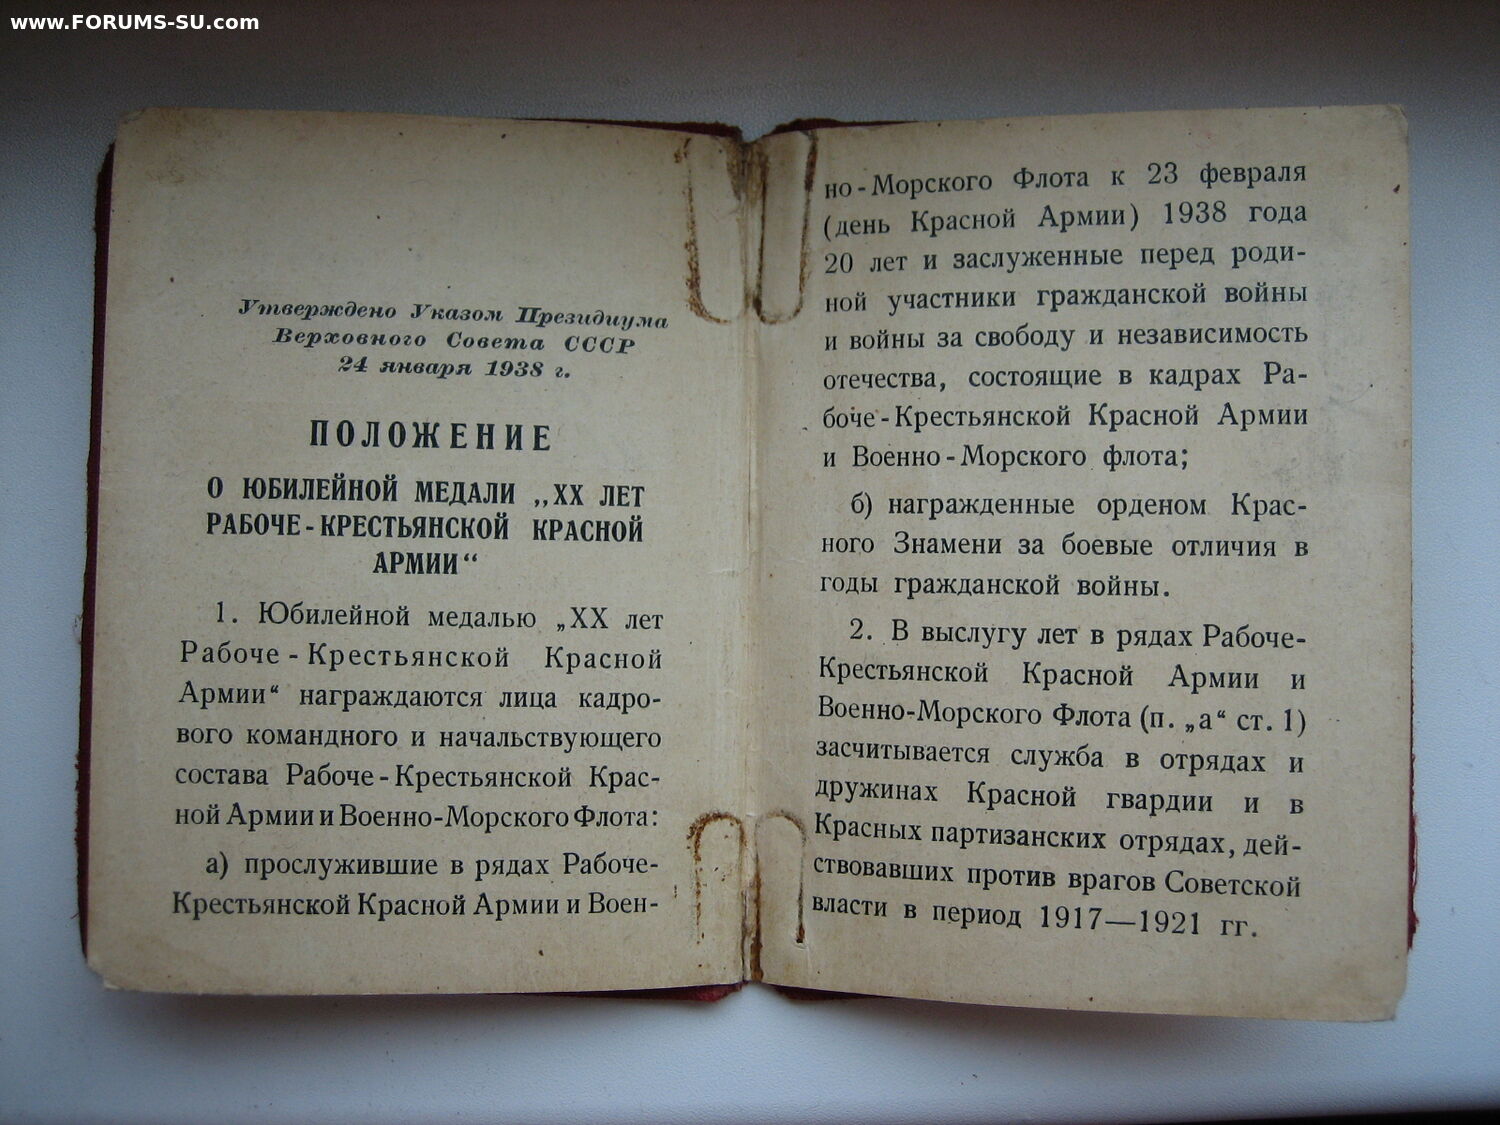 www.FORUMS-SU.com
Утверждено Указом Президиума
Верховного Совета СССР
24 января 1938 г.
ПОЛОЖЕНИЕ
О ЮБИЛЕЙНОЙ МЕДАЛИ „XX ЛЕТ
РАБОЧЕ-КРЕСТЬЯНСКОЙ КРАСНОЙ
АРМИИ“
1. Юбилейной медалью „XX лет
Рабоче-Крестьянской Красной
Армии“ награждаются лица кадро-
вого командного и начальствующего
состава Рабоче-Крестьянской Крас-
ной Армии и Военно-Морского Флота:
а) прослужившие в рядах Рабоче-
Крестьянской Красной Армии и Воен-
но-Морского Флота к 23 февраля
(день Красной Армии) 1938 года
20 лет и заслуженные перед роди-
ной участники гражданской войны
и войны за свободу и независимость
отечества, состоящие в кадрах Ра-
боче-Крестьянской Красной Армии
и Военно-Морского флота;
б) награжденные орденом Крас-
ного Знамени за боевые отличия в
годы гражданской войны.
2. В выслугу лет в рядах Рабоче-
Крестьянской Красной Армии и
Военно-Морского Флота (п. „а“ ст. 1)
засчитывается служба в отрядах и
дружинах Красной гвардии и в
Красных партизанских отрядах, дей-
ствовавших против врагов Советской
власти в период 1917—1921 гг.